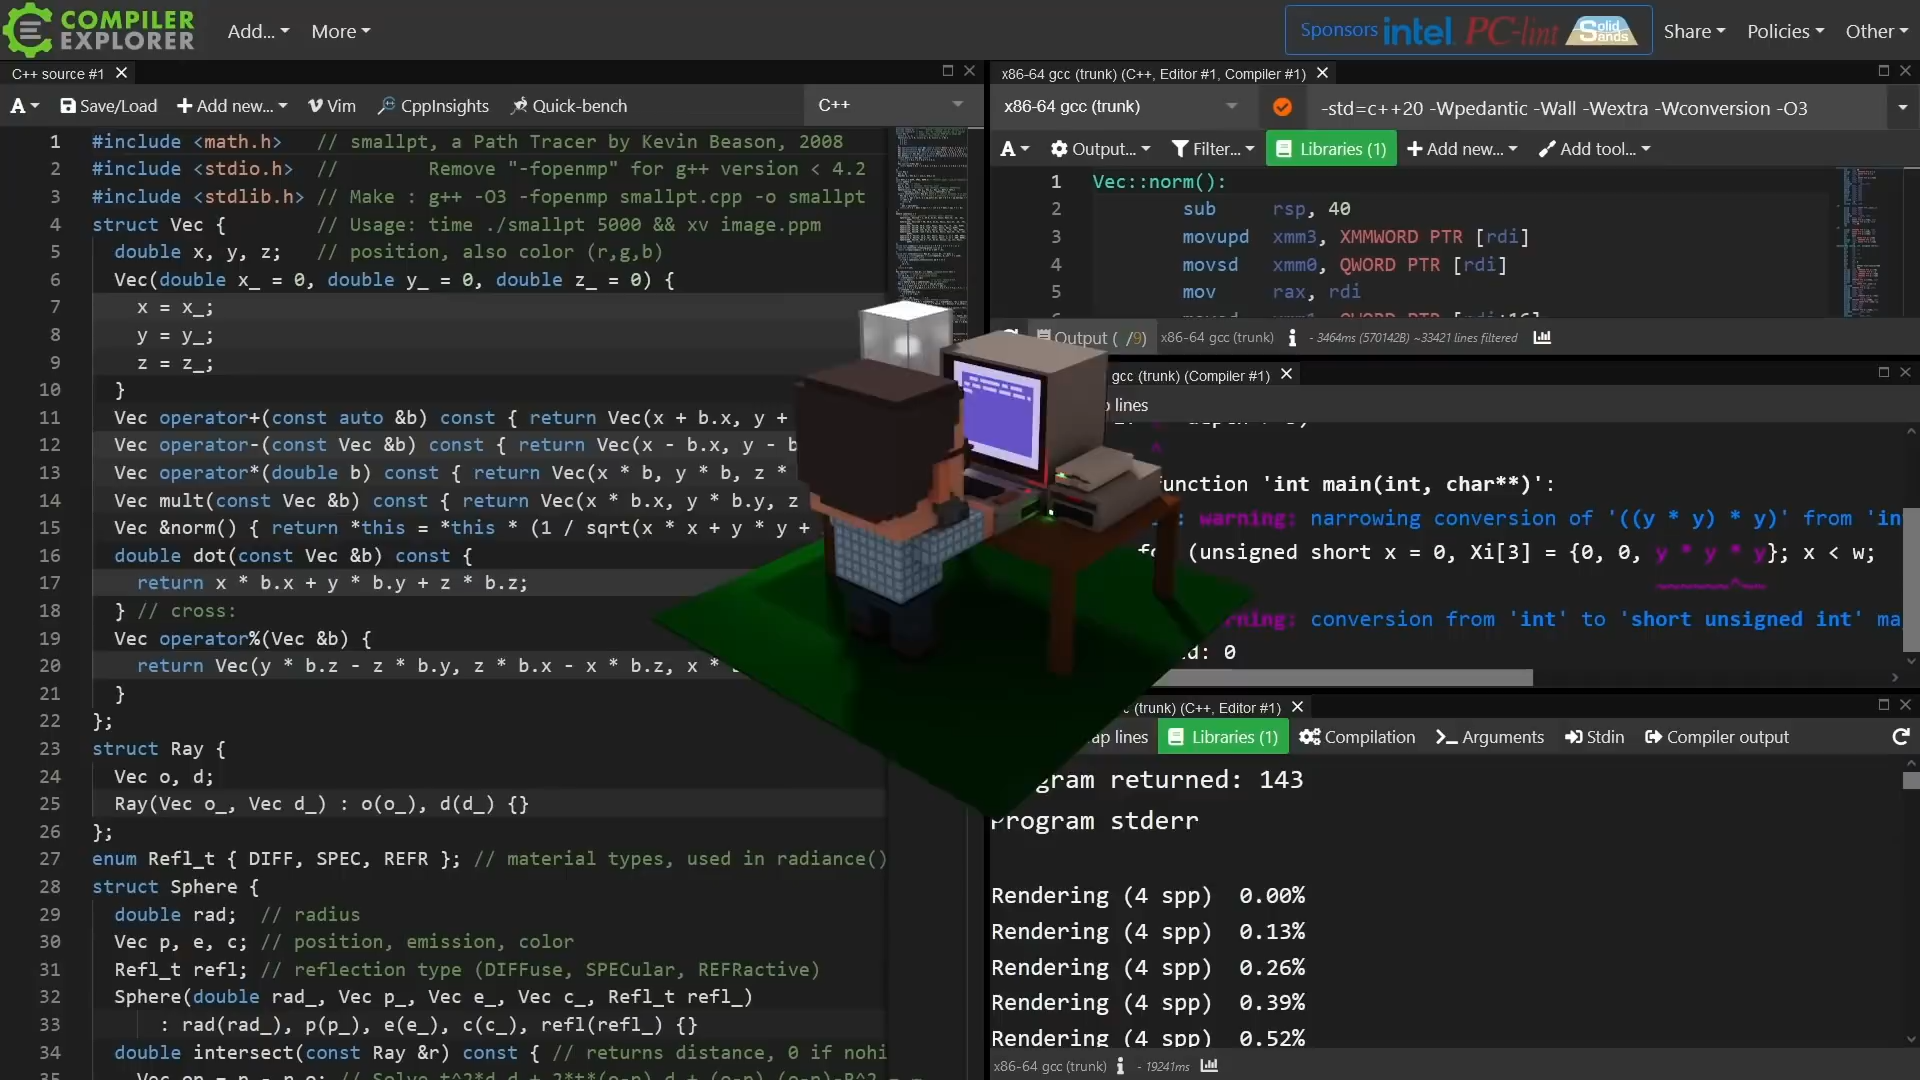 COMPILER
EXPLORER
Add...
More
Sponsors intel PC-lint Solid Sands
Share
Policies
Other
C++ source #1
A
Save/Load
Add new...
Vim
CppInsights
Quick-bench
C++
1 #include <math.h> // smallpt, a Path Tracer by Kevin Beason, 2008
2 #include <stdio.h> // Remove "-fopenmp" for g++ version < 4.2
3 #include <stdlib.h> // Make : g++ -O3 -fopenmp smallpt.cpp -o smallpt
4 struct Vec { // Usage: time ./smallpt 5000 && xv image.ppm
5 double x, y, z; // position, also color (r,g,b)
6 Vec(double x_ = 0, double y_ = 0, double z_ = 0) {
7 x = x_;
8 y = y_;
9 z = z_;
10 }
11 Vec operator+(const auto &b) const { return Vec(x + b.x, y +
12 Vec operator-(const Vec &b) const { return Vec(x - b.x, y - b
13 Vec operator*(double b) const { return Vec(x * b, y * b, z *
14 Vec mult(const Vec &b) const { return Vec(x * b.x, y * b.y, z
15 Vec &norm() { return *this = *this * (1 / sqrt(x * x + y * y +
16 double dot(const Vec &b) const {
17 return x * b.x + y * b.y + z * b.z;
18 } // cross:
19 Vec operator%(Vec &b) {
20 return Vec(y * b.z - z * b.y, z * b.x - x * b.z, x *
21 }
22 };
23 struct Ray {
24 Vec o, d;
25 Ray(Vec o_, Vec d_) : o(o_), d(d_) {}
26 };
27 enum Refl_t { DIFF, SPEC, REFR }; // material types, used in radiance()
28 struct Sphere {
29 double rad; // radius
30 Vec p, e, c; // position, emission, color
31 Refl_t refl; // reflection type (DIFFuse, SPECular, REFRactive)
32 Sphere(double rad_, Vec p_, Vec e_, Vec c_, Refl_t refl_)
33 : rad(rad_), p(p_), e(e_), c(c_), refl(refl_) {}
34 double intersect(const Ray &r) const { // returns distance, 0 if nohi
x86-64 gcc (trunk) (C++, Editor #1, Compiler #1)
x86-64 gcc (trunk)
-std=c++20 -Wpedantic -Wall -Wextra -Wconversion -O3
A
Output...
Filter...
Libraries (1)
Add new...
Add tool...
1 Vec::norm():
2 sub rsp, 40
3 movupd xmm3, XMMWORD PTR [rdi]
4 movsd xmm0, QWORD PTR [rdi]
5 mov rax, rdi
Output ( /9) x86-64 gcc (trunk) - 3464ms (570142B) ~33421 lines filtered
gcc (trunk) (Compiler #1)
lines
^
unction 'int main(int, char**)':
: warning: narrowing conversion of '((y * y) * y)' from 'in
(unsigned short x = 0, Xi[3] = {0, 0, y * y * y}; x < w;
~~~~~~^~~
rning: conversion from 'int' to 'short unsigned int' ma
d: 0
(trunk) (C++, Editor #1)
ap lines
Libraries (1)
Compilation
Arguments
Stdin
Compiler output
gram returned: 143
Program stderr
Rendering (4 spp) 0.00%
Rendering (4 spp) 0.13%
Rendering (4 spp) 0.26%
Rendering (4 spp) 0.39%
Rendering (4 spp) 0.52%
x86-64 gcc (trunk) - 19241ms